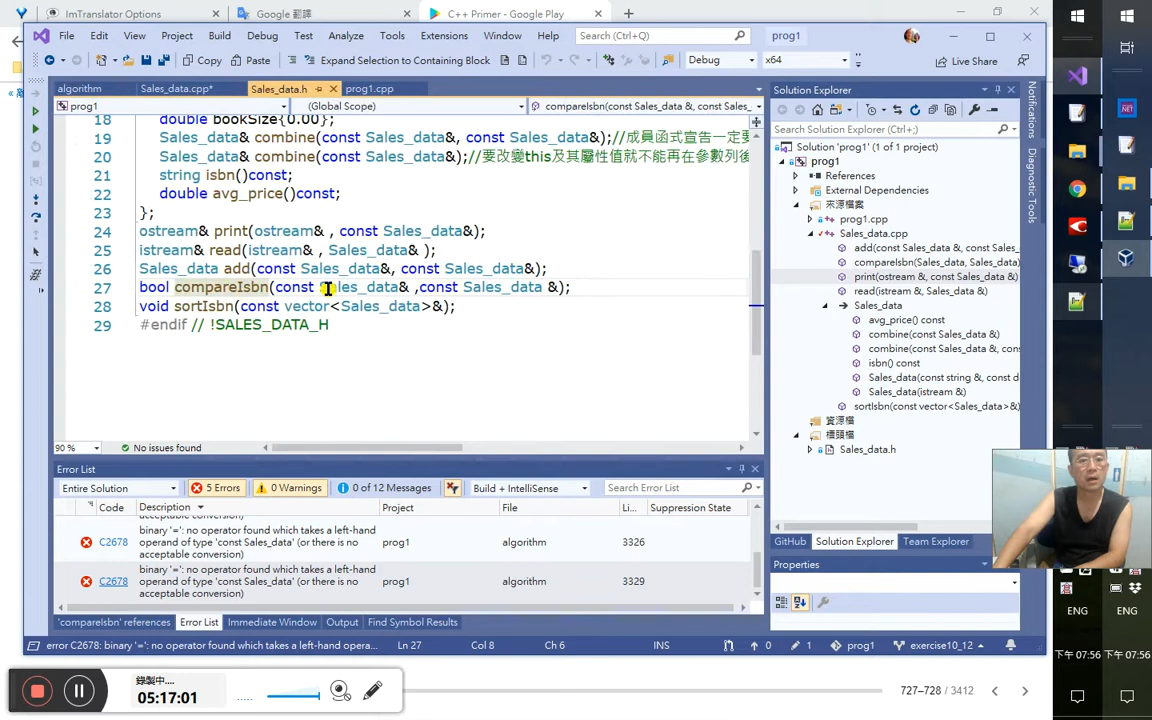 ImTranslator Options
Google 翻譯
C++ Primer - Google Play
File Edit View Project Build Debug Test Analyze
Search (Ctrl+Q)
prog1
Tools Extensions Window Help
Copy Paste Expand Selection to Containing Block
Debug x64
Live Share
algorithm
Sales_data.cpp*
Sales_data.h
prog1.cpp
prog1
(Global Scope)
compareIsbn(const Sales_data &, const Sales_
18 double bookSize{0.00};
19 Sales_data& combine(const Sales_data&, const Sales_data&);//成員函式宣告一定要
20 Sales_data& combine(const Sales_data&);//要改變this及其屬性值就不能再在參數列後
21 string isbn()const;
22 double avg_price()const;
23 };
24 ostream& print(ostream& , const Sales_data&);
25 istream& read(istream& , Sales_data& );
26 Sales_data add(const Sales_data&, const Sales_data&);
27 bool compareIsbn(const Sales_data& ,const Sales_data &);
28 void sortIsbn(const vector<Sales_data>&);
29 #endif // !SALES_DATA_H
90 %
No issues found
Solution Explorer
Search Solution Explorer (Ctrl+;)
Solution 'prog1' (1 of 1 project)
prog1
References
External Dependencies
來源檔案
prog1.cpp
Sales_data.cpp
add(const Sales_data &, const Sales_data
compareIsbn(const Sales_data &, const
print(ostream &, const Sales_data &)
read(istream &, Sales_data &)
Sales_data
avg_price() const
combine(const Sales_data &)
combine(const Sales_data &, const
isbn() const
Sales_data(const string &, const d
Sales_data(istream &)
sortIsbn(const vector<Sales_data>&)
資源檔
標頭檔
Sales_data.h
GitHub Solution Explorer Team Explorer
Properties
Notifications
Diagnostic Tools
Error List
Entire Solution
5 Errors
0 Warnings
0 of 12 Messages
Build + IntelliSense
Search Error List
Code Description Project File Li... Suppression State
acceptable conversion)
C2678 binary '=': no operator found which takes a left-hand operand of type 'const Sales_data' (or there is no acceptable conversion) prog1 algorithm 3326
C2678 binary '=': no operator found which takes a left-hand operand of type 'const Sales_data' (or there is no acceptable conversion) prog1 algorithm 3329
'compareIsbn' references Error List Immediate Window Output Find Symbol Results
error C2678: binary '=': no operator found which takes a left-hand opera...
Ln 27 Col 8 Ch 6 INS
0 1 prog1 exercise10_12
錄製中....
05:17:01
727–728 / 3412
ENG
ENG
下午 07:56
下午 07:56